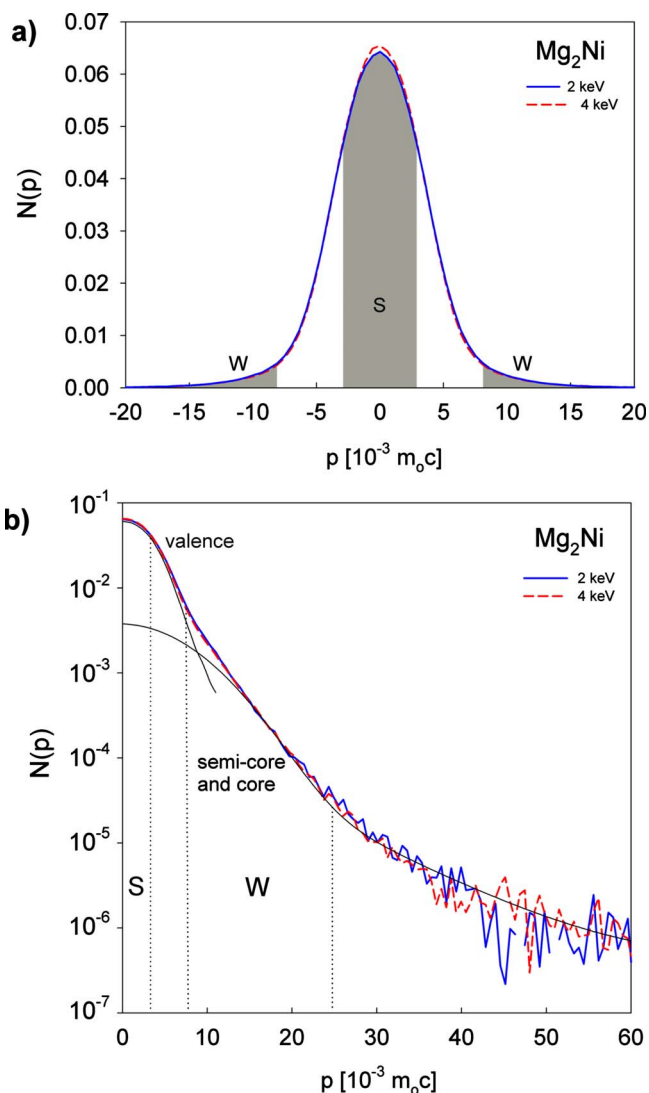 a)
0.07
0.06
0.05
0.04
0.03
0.02
0.01
0.00
N(p)
Mg₂Ni
2 keV
4 keV
S
W
W
-20 -15 -10 -5 0 5 10 15 20
p [10⁻³ mₒc]
b)
10⁻¹
10⁻²
10⁻³
10⁻⁴
10⁻⁵
10⁻⁶
10⁻⁷
N(p)
Mg₂Ni
2 keV
4 keV
valence
semi-core
and core
S
W
0 10 20 30 40 50 60
p [10⁻³ mₒc]